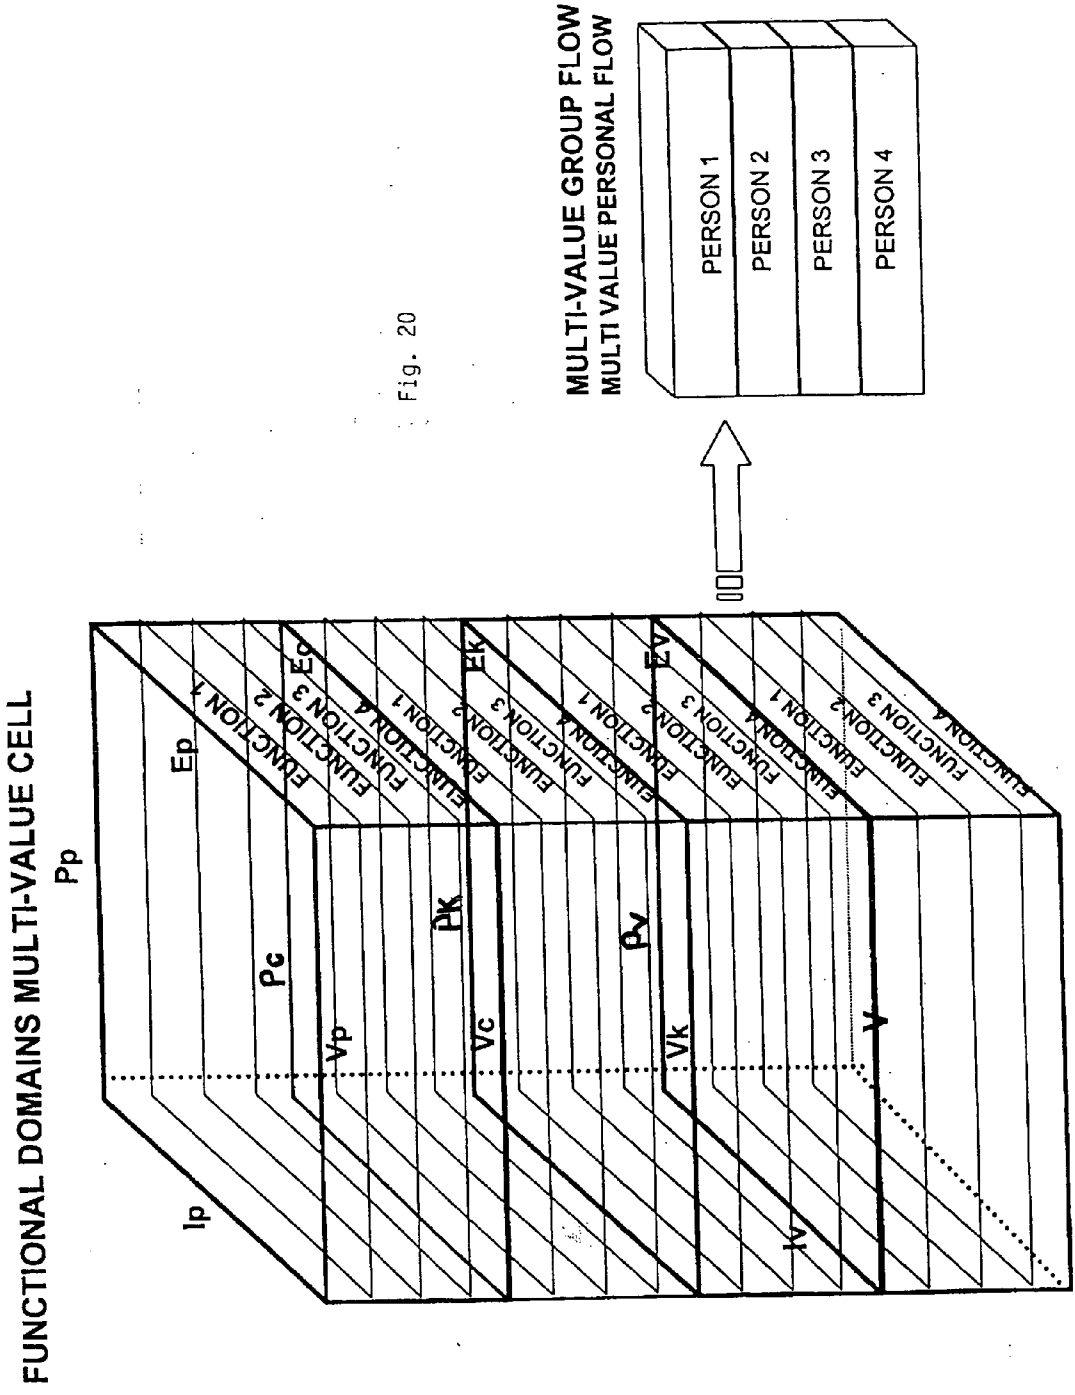 FUNCTIONAL DOMAINS MULTI-VALUE CELL
Pp
Ip
Ep
Pc
Ec
Vp
FUNCTION 1
FUNCTION 2
FUNCTION 3
FUNCTION 4
PK
Ek
Vc
FUNCTION 1
FUNCTION 2
FUNCTION 3
FUNCTION 4
Pv
Ev
Vk
FUNCTION 1
FUNCTION 2
FUNCTION 3
FUNCTION 4
Iv
V
FUNCTION 1
FUNCTION 2
FUNCTION 3
FUNCTION 4
Fig. 20
MULTI-VALUE GROUP FLOW
MULTI VALUE PERSONAL FLOW
PERSON 1
PERSON 2
PERSON 3
PERSON 4